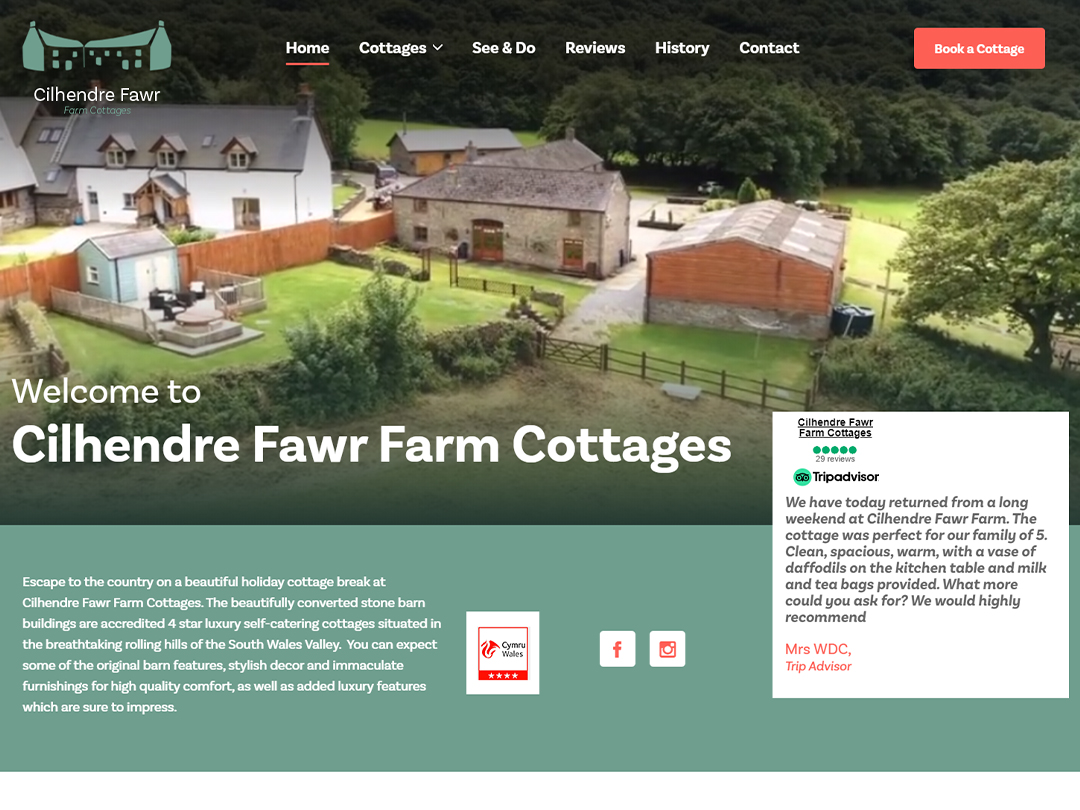 Home
Cottages
See & Do
Reviews
History
Contact
Book a Cottage
Cilhendre Fawr
Farm Cottages
Welcome to
Cilhendre Fawr Farm Cottages
Cilhendre Fawr
Farm Cottages
29 reviews
Tripadvisor
We have today returned from a long
weekend at Cilhendre Fawr Farm. The
cottage was perfect for our family of 5.
Clean, spacious, warm, with a vase of
daffodils on the kitchen table and milk
and tea bags provided. What more
could you ask for? We would highly
recommend
Mrs WDC,
Trip Advisor
Escape to the country on a beautiful holiday cottage break at
Cilhendre Fawr Farm Cottages. The beautifully converted stone barn
buildings are accredited 4 star luxury self-catering cottages situated in
the breathtaking rolling hills of the South Wales Valley.  You can expect
some of the original barn features, stylish decor and immaculate
furnishings for high quality comfort, as well as added luxury features
which are sure to impress.
Cymru
Wales